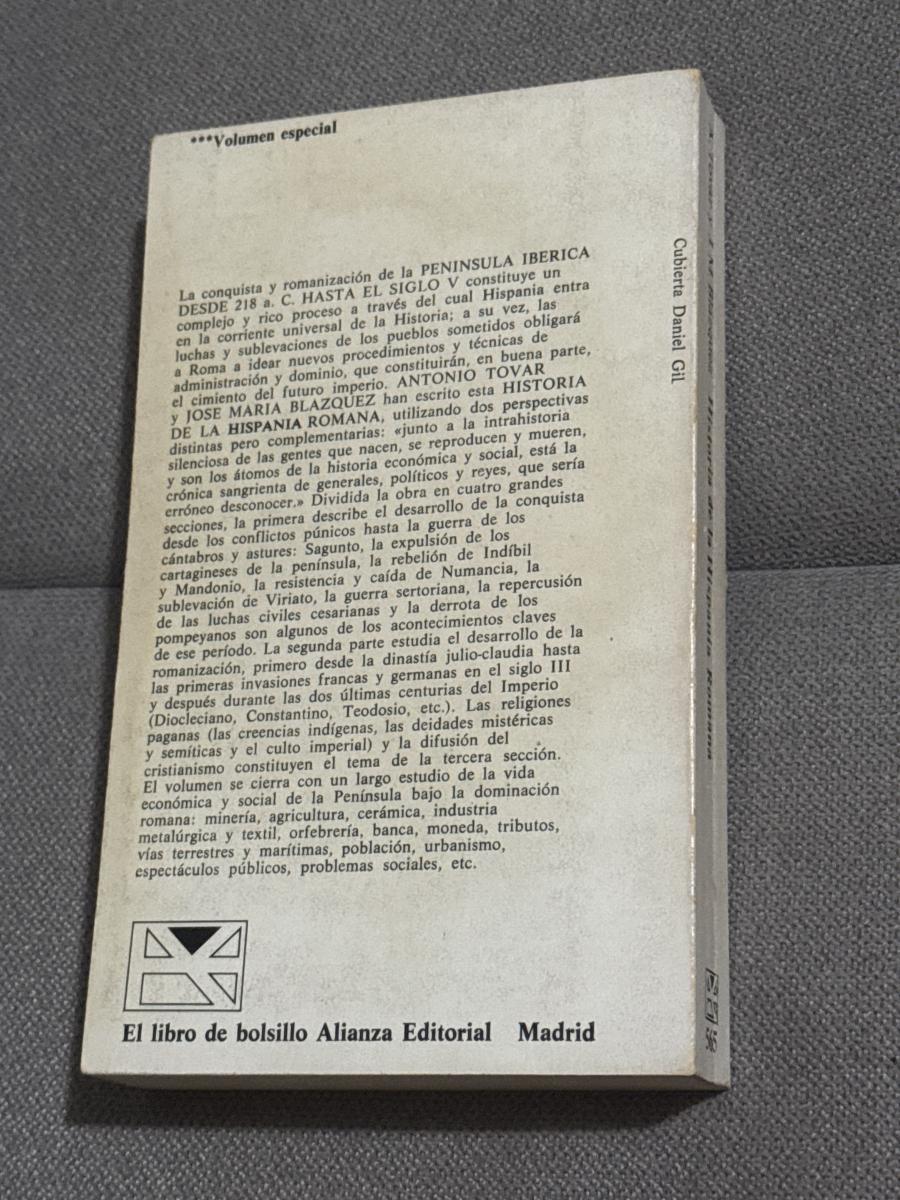 ***Volumen especial
La conquista y romanización de la PENINSULA IBERICA
DESDE 218 a. C. HASTA EL SIGLO V constituye un
complejo y rico proceso a través del cual Hispania entra
en la corriente universal de la Historia; a su vez, las
luchas y sublevaciones de los pueblos sometidos obligará
a Roma a idear nuevos procedimientos y técnicas de
administración y dominio, que constituirán, en buena parte,
el cimiento del futuro imperio. ANTONIO TOVAR
y JOSE MARIA BLAZQUEZ han escrito esta HISTORIA
DE LA HISPANIA ROMANA, utilizando dos perspectivas
distintas pero complementarias: «junto a la intrahistoria
silenciosa de las gentes que nacen, se reproducen y mueren,
y son los átomos de la historia económica y social, está la
crónica sangrienta de generales, políticos y reyes, que sería
erróneo desconocer.» Dividida la obra en cuatro grandes
secciones, la primera describe el desarrollo de la conquista
desde los conflictos púnicos hasta la guerra de los
cántabros y astures: Sagunto, la expulsión de los
cartagineses de la península, la rebelión de Indíbil
y Mandonio, la resistencia y caída de Numancia, la
sublevación de Viriato, la guerra sertoriana, la repercusión
de las luchas civiles cesarianas y la derrota de los
pompeyanos son algunos de los acontecimientos claves
de ese período. La segunda parte estudia el desarrollo de la
romanización, primero desde la dinastía julio-claudia hasta
las primeras invasiones francas y germanas en el siglo III
y después durante las dos últimas centurias del Imperio
(Diocleciano, Constantino, Teodosio, etc.). Las religiones
paganas (las creencias indígenas, las deidades mistéricas
y semíticas y el culto imperial) y la difusión del
cristianismo constituyen el tema de la tercera sección.
El volumen se cierra con un largo estudio de la vida
económica y social de la Península bajo la dominación
romana: minería, agricultura, cerámica, industria
metalúrgica y textil, orfebrería, banca, moneda, tributos,
vías terrestres y marítimas, población, urbanismo,
espectáculos públicos, problemas sociales, etc.
El libro de bolsillo Alianza Editorial Madrid
Cubierta Daniel Gil
Historia de la Hispania Romana